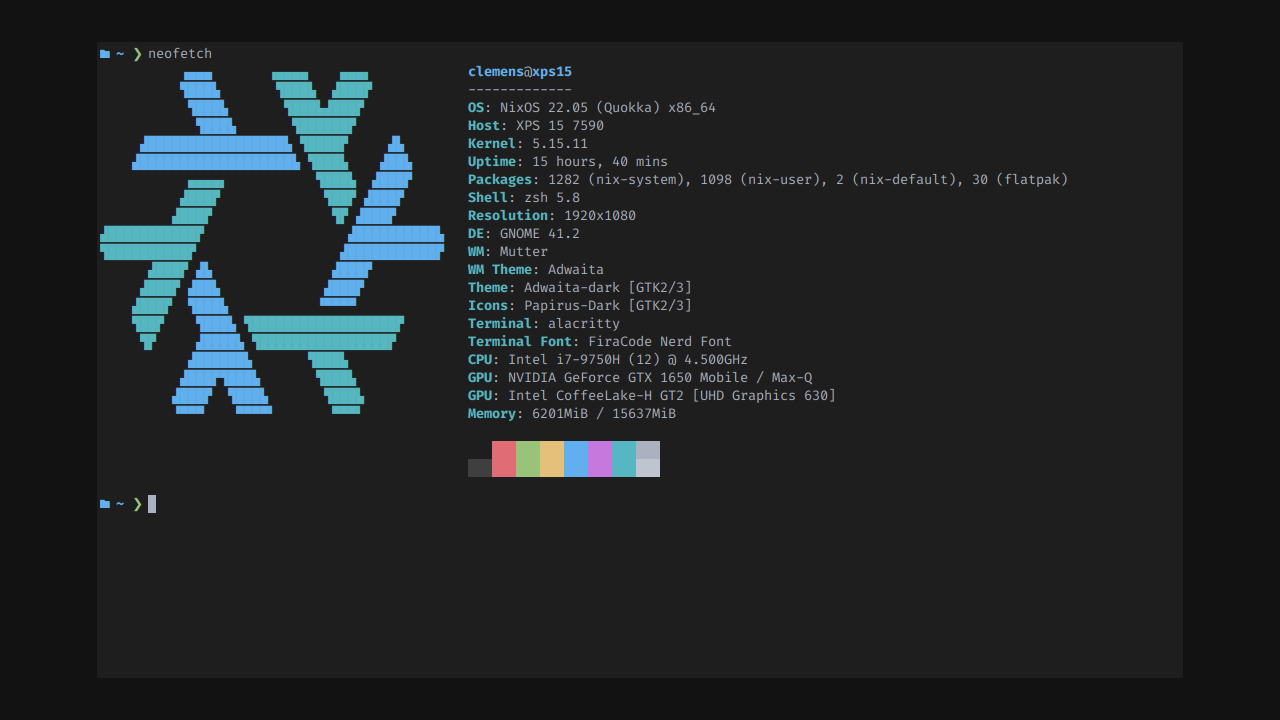 ~ ❯ neofetch
clemens@xps15
-------------
OS: NixOS 22.05 (Quokka) x86_64
Host: XPS 15 7590
Kernel: 5.15.11
Uptime: 15 hours, 40 mins
Packages: 1282 (nix-system), 1098 (nix-user), 2 (nix-default), 30 (flatpak)
Shell: zsh 5.8
Resolution: 1920x1080
DE: GNOME 41.2
WM: Mutter
WM Theme: Adwaita
Theme: Adwaita-dark [GTK2/3]
Icons: Papirus-Dark [GTK2/3]
Terminal: alacritty
Terminal Font: FiraCode Nerd Font
CPU: Intel i7-9750H (12) @ 4.500GHz
GPU: NVIDIA GeForce GTX 1650 Mobile / Max-Q
GPU: Intel CoffeeLake-H GT2 [UHD Graphics 630]
Memory: 6201MiB / 15637MiB
~ ❯